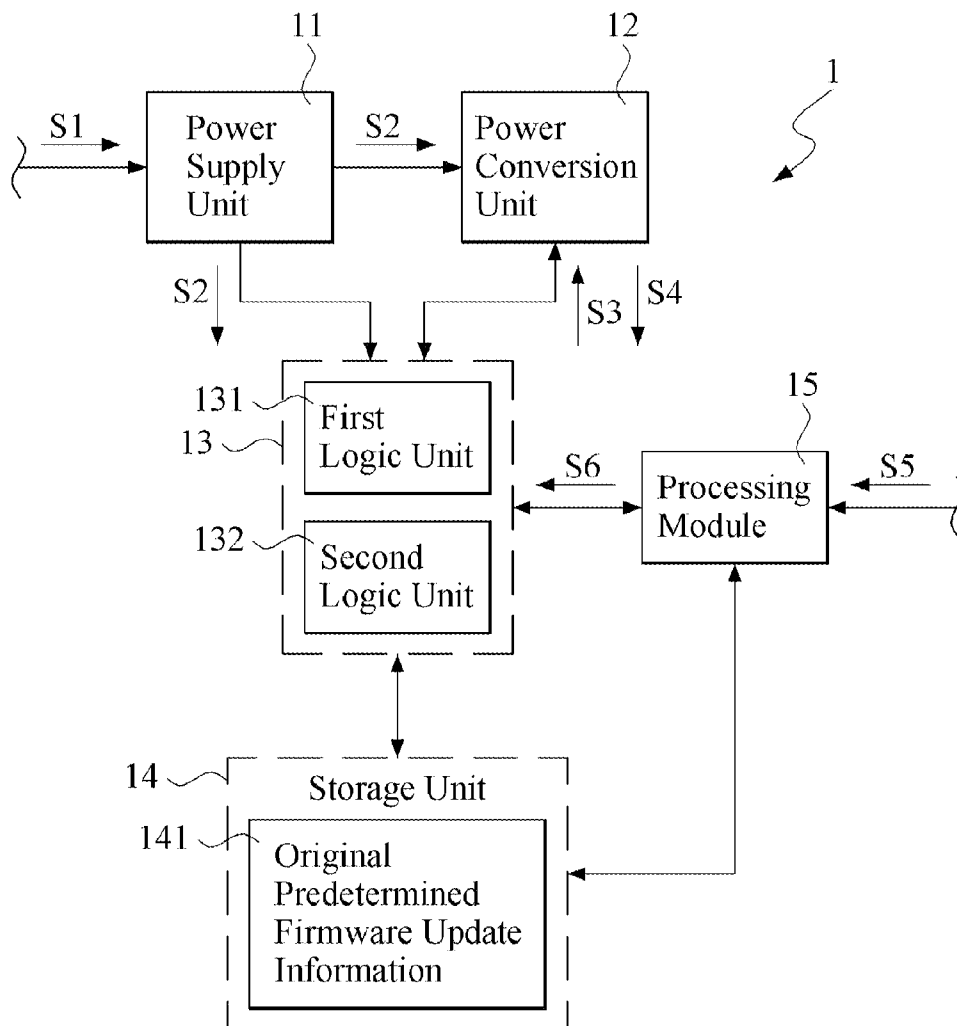 11
12
1
S1
Power
Supply
Unit
S2
Power
Conversion
Unit
S2
S3
S4
131
First
Logic Unit
13
15
S6
Processing
Module
S5
132
Second
Logic Unit
14
Storage Unit
141
Original
Predetermined
Firmware Update
Information